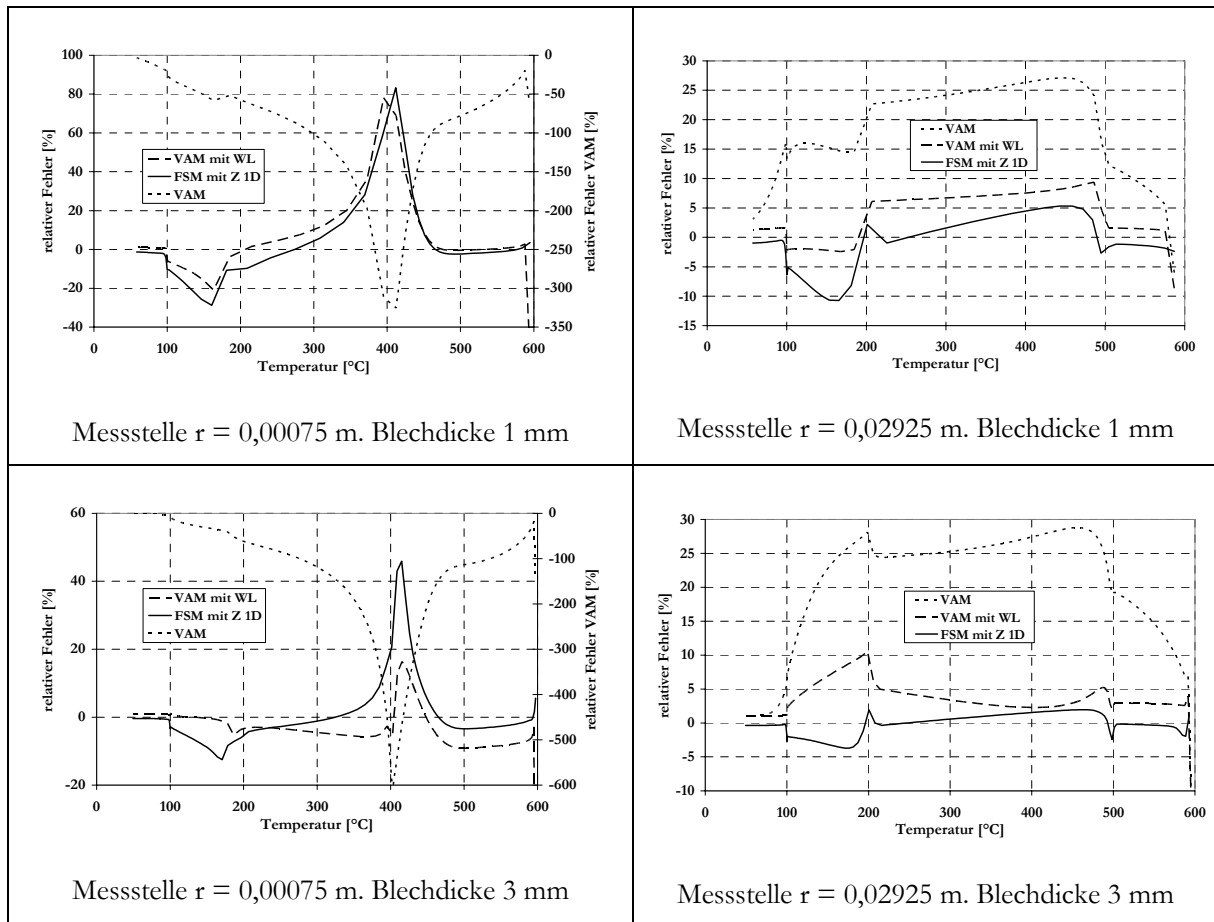 100
80
60
40
20
0
-20
-40
0
-50
-100
-150
-200
-250
-300
-350
0 100 200 300 400 500 600
relativer Fehler [%]
relativer Fehler VAM [%]
Temperatur [°C]
VAM mit WL
FSM mit Z 1D
VAM
Messstelle r = 0,00075 m. Blechdicke 1 mm
30
25
20
15
10
5
0
-5
-10
-15
0 100 200 300 400 500 600
relativer Fehler [%]
Temperatur [°C]
VAM
VAM mit WL
FSM mit Z 1D
Messstelle r = 0,02925 m. Blechdicke 1 mm
60
40
20
0
-20
0
-100
-200
-300
-400
-500
-600
0 100 200 300 400 500 600
relativer Fehler [%]
relativer Fehler VAM [%]
Temperatur [°C]
VAM mit WL
FSM mit Z 1D
VAM
Messstelle r = 0,00075 m. Blechdicke 3 mm
30
25
20
15
10
5
0
-5
-10
0 100 200 300 400 500 600
relativer Fehler [%]
Temperatur [°C]
VAM
VAM mit WL
FSM mit Z 1D
Messstelle r = 0,02925 m. Blechdicke 3 mm